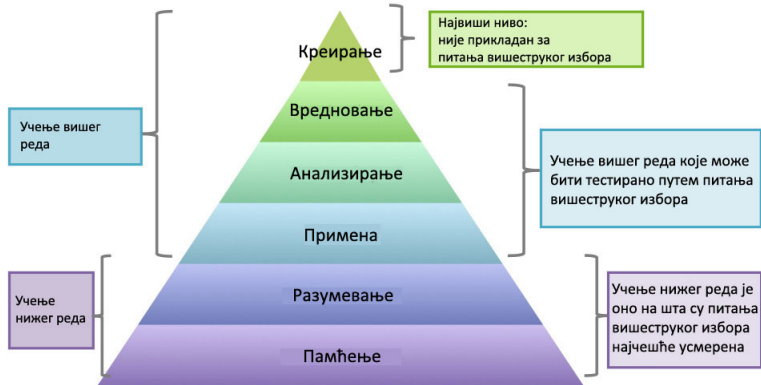 Највиши ниво:
није прикладан за
питања вишеструког избора
Креирање
Вредновање
Учење вишег
реда
Анализирање
Учење вишег реда које може
бити тестирано путем питања
вишеструког избора
Примена
Учење
нижег реда
Разумевање
Учење нижег реда је
оно на шта су питања
вишеструког избора
најчешће усмерена
Памћење